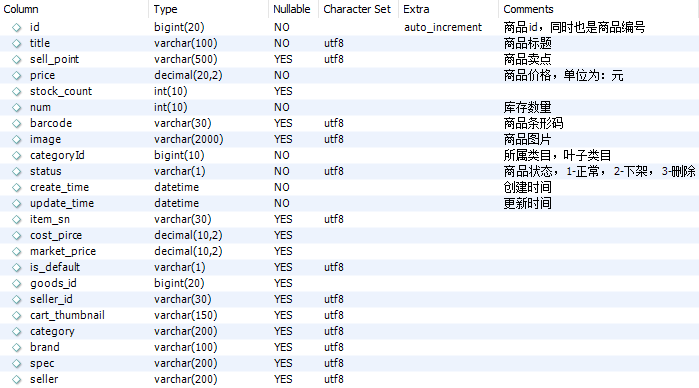 Column Type Nullable Character Set Extra Comments
id bigint(20) NO auto_increment 商品id，同时也是商品编号
title varchar(100) NO utf8 商品标题
sell_point varchar(500) YES utf8 商品卖点
price decimal(20,2) NO 商品价格，单位为：元
stock_count int(10) YES
num int(10) NO 库存数量
barcode varchar(30) YES utf8 商品条形码
image varchar(2000) YES utf8 商品图片
categoryId bigint(10) NO 所属类目，叶子类目
status varchar(1) NO utf8 商品状态，1-正常，2-下架，3-删除
create_time datetime NO 创建时间
update_time datetime NO 更新时间
item_sn varchar(30) YES utf8
cost_pirce decimal(10,2) YES
market_price decimal(10,2) YES
is_default varchar(1) YES utf8
goods_id bigint(20) YES
seller_id varchar(30) YES utf8
cart_thumbnail varchar(150) YES utf8
category varchar(200) YES utf8
brand varchar(100) YES utf8
spec varchar(200) YES utf8
seller varchar(200) YES utf8